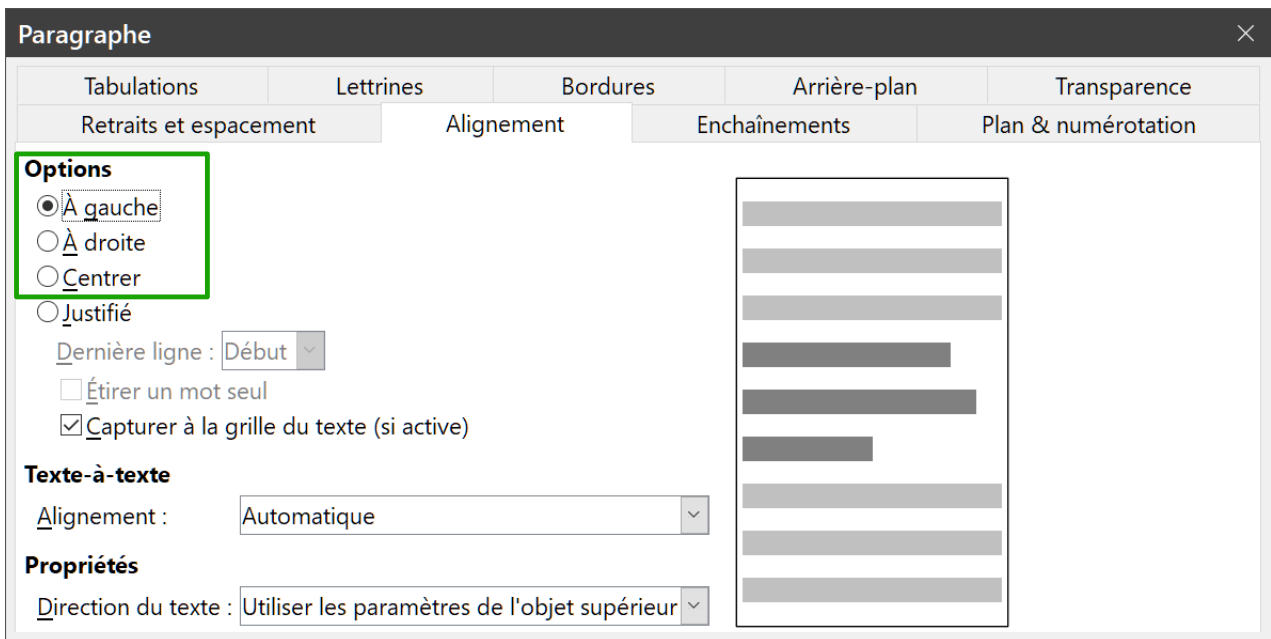 Paragraphe
Tabulations Lettrines Bordures Arrière-plan Transparence
Retraits et espacement Alignement Enchaînements Plan & numérotation
Options
À gauche
À droite
Centrer
Justifié
Dernière ligne : Début
Étirer un mot seul
Capturer à la grille du texte (si active)
Texte-à-texte
Alignement : Automatique
Propriétés
Direction du texte : Utiliser les paramètres de l'objet supérieur